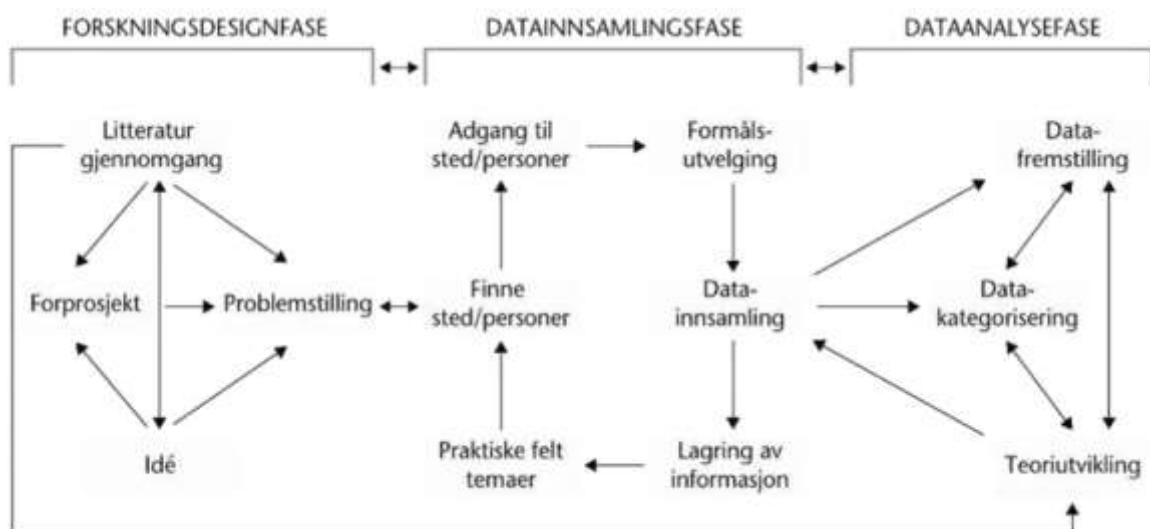 FORSKNINGSDESIGNFASE
DATAINNSAMLINGSFASE
DATAANALYSEFASE
Litteratur
gjennomgang
Adgang til
sted/personer
Formåls-
utvelging
Data-
fremstilling
Forprosjekt
Problemstilling
Finne
sted/personer
Data-
innsamling
Data-
kategorisering
Idé
Praktiske felt
temaer
Lagring av
informasjon
Teoriutvikling